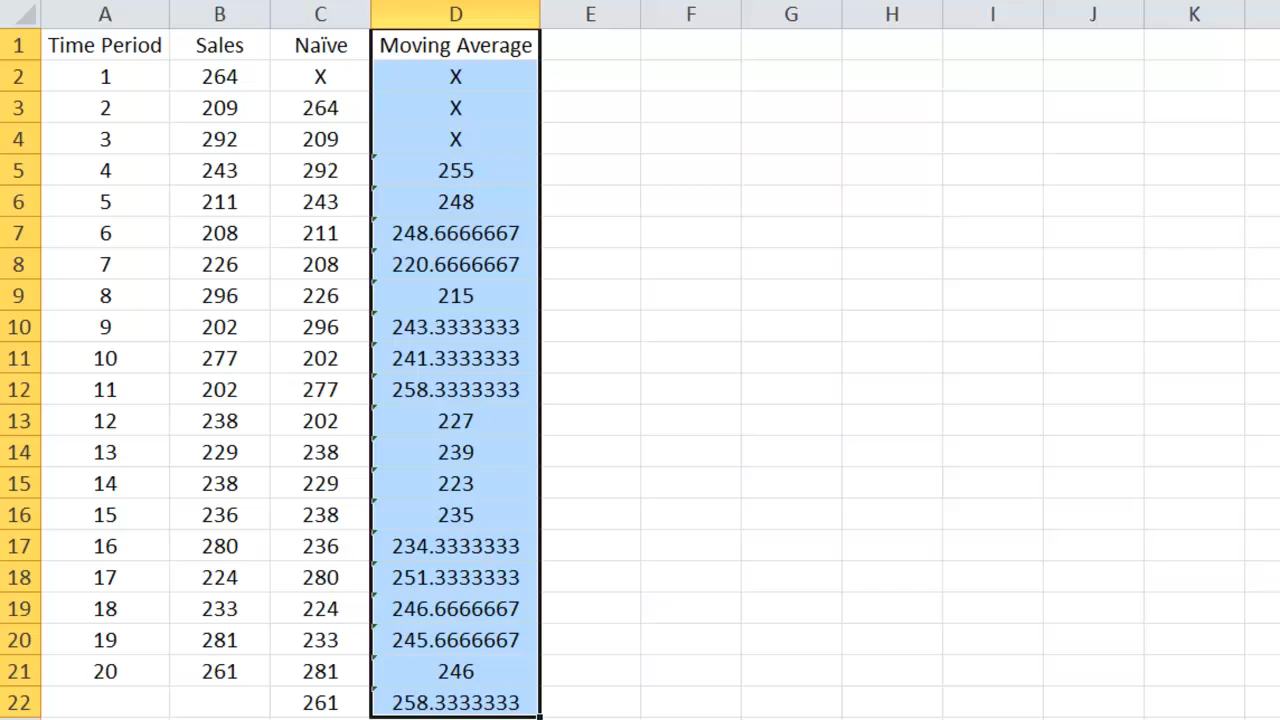 A B C D E F G H I J K
1 Time Period Sales Naïve Moving Average
2 1 264 X X
3 2 209 264 X
4 3 292 209 X
5 4 243 292 255
6 5 211 243 248
7 6 208 211 248.6666667
8 7 226 208 220.6666667
9 8 296 226 215
10 9 202 296 243.3333333
11 10 277 202 241.3333333
12 11 202 277 258.3333333
13 12 238 202 227
14 13 229 238 239
15 14 238 229 223
16 15 236 238 235
17 16 280 236 234.3333333
18 17 224 280 251.3333333
19 18 233 224 246.6666667
20 19 281 233 245.6666667
21 20 261 281 246
22 261 258.3333333